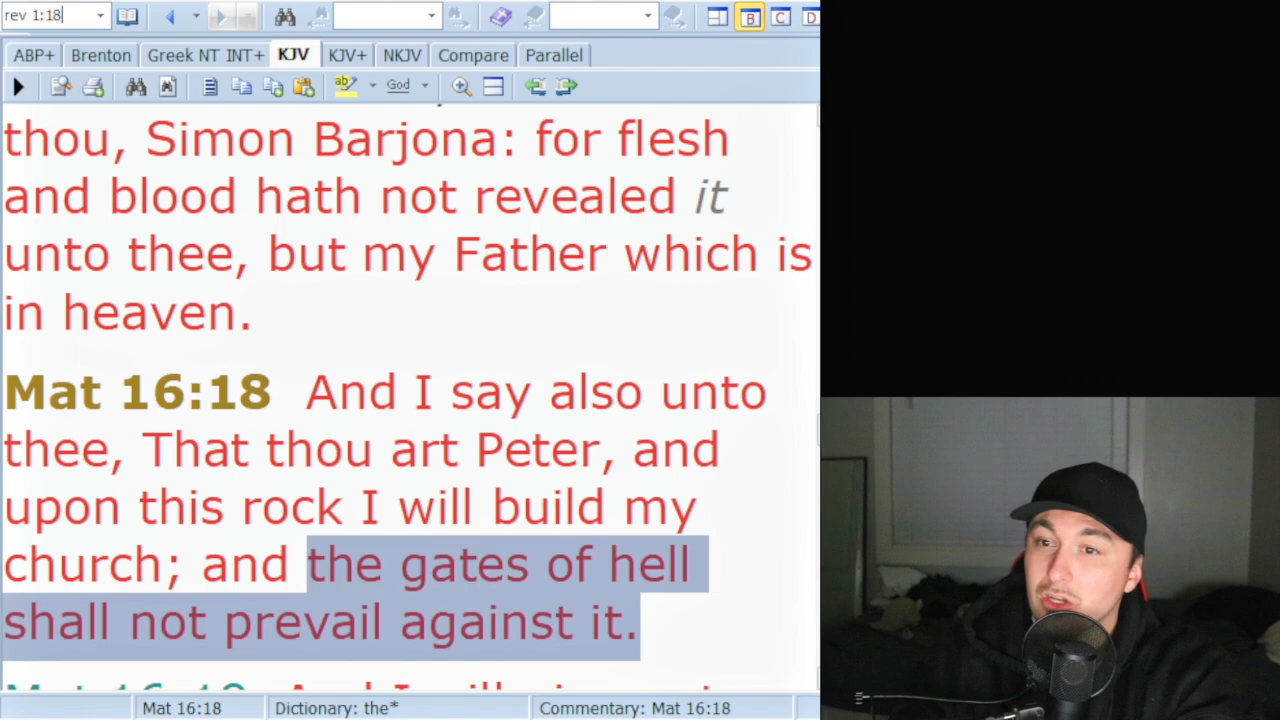 rev 1:18
B C D
ABP+ Brenton Greek NT INT+ KJV KJV+ NKJV Compare Parallel
ab God
thou, Simon Barjona: for flesh
and blood hath not revealed it
unto thee, but my Father which is
in heaven.
Mat 16:18 And I say also unto
thee, That thou art Peter, and
upon this rock I will build my
church; and the gates of hell
shall not prevail against it.
Mat 16:18 Dictionary: the* Commentary: Mat 16:18